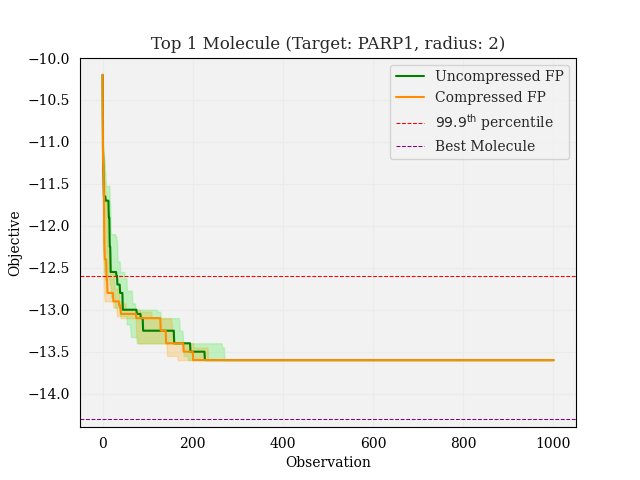 Top 1 Molecule (Target: PARP1, radius: 2)
Uncompressed FP
Compressed FP
99.9th percentile
Best Molecule
Objective
−10.0
−10.5
−11.0
−11.5
−12.0
−12.5
−13.0
−13.5
−14.0
0
200
400
600
800
1000
Observation